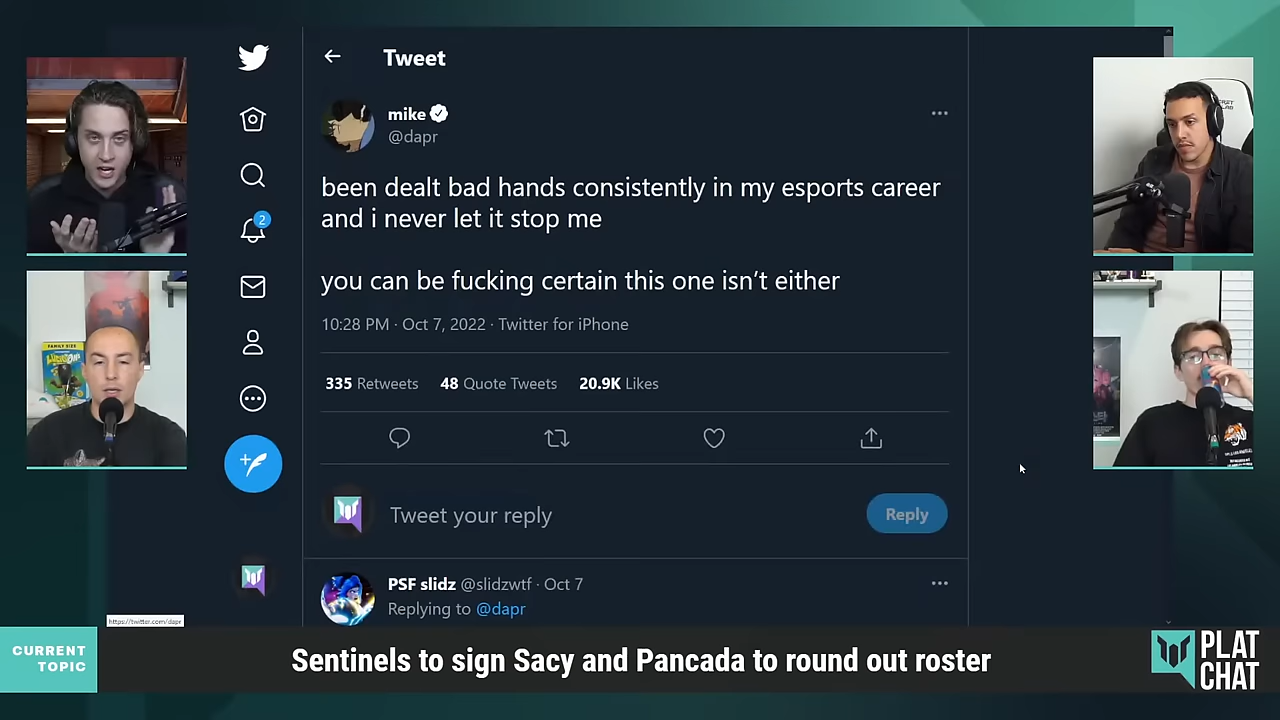 Tweet
mike
@dapr
been dealt bad hands consistently in my esports career
and i never let it stop me
you can be fucking certain this one isn’t either
10:28 PM · Oct 7, 2022 · Twitter for iPhone
335 Retweets 48 Quote Tweets 20.9K Likes
2
Tweet your reply
Reply
PSF slidz @slidzwtf · Oct 7
Replying to @dapr
https://twitter.com/dapr
FAMILY SIZE
CURRENT
TOPIC
Sentinels to sign Sacy and Pancada to round out roster
PLAT
CHAT